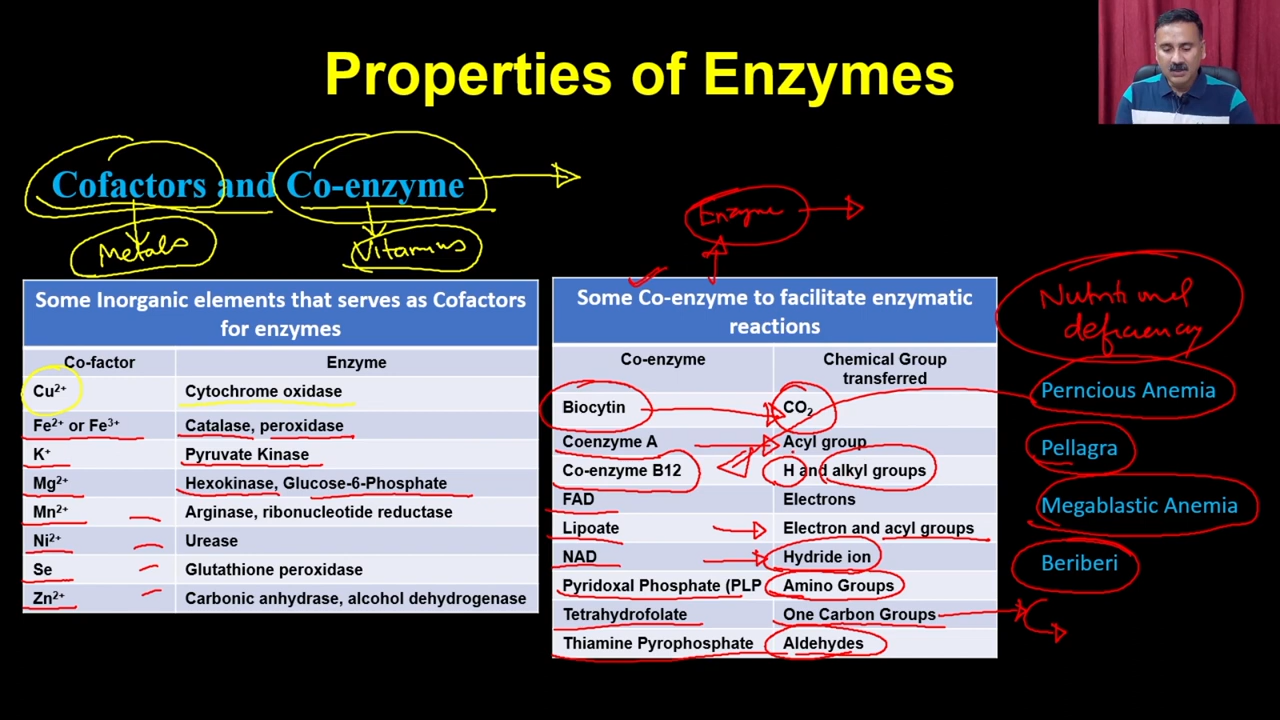 Properties of Enzymes
Cofactors and Co-enzyme
Metals
Vitamins
Enzyme
Some Inorganic elements that serves as Cofactors
for enzymes
Co-factor Enzyme
Cu²⁺ Cytochrome oxidase
Fe²⁺ or Fe³⁺ Catalase, peroxidase
K⁺ Pyruvate Kinase
Mg²⁺ Hexokinase, Glucose-6-Phosphate
Mn²⁺ Arginase, ribonucleotide reductase
Ni²⁺ Urease
Se Glutathione peroxidase
Zn²⁺ Carbonic anhydrase, alcohol dehydrogenase
Some Co-enzyme to facilitate enzymatic
reactions
Co-enzyme Chemical Group
transferred
Biocytin CO₂
Coenzyme A Acyl group
Co-enzyme B12 H and alkyl groups
FAD Electrons
Lipoate Electron and acyl groups
NAD Hydride ion
Pyridoxal Phosphate (PLP Amino Groups
Tetrahydrofolate One Carbon Groups
Thiamine Pyrophosphate Aldehydes
Nutritional
deficiency
Perncious Anemia
Pellagra
Megablastic Anemia
Beriberi